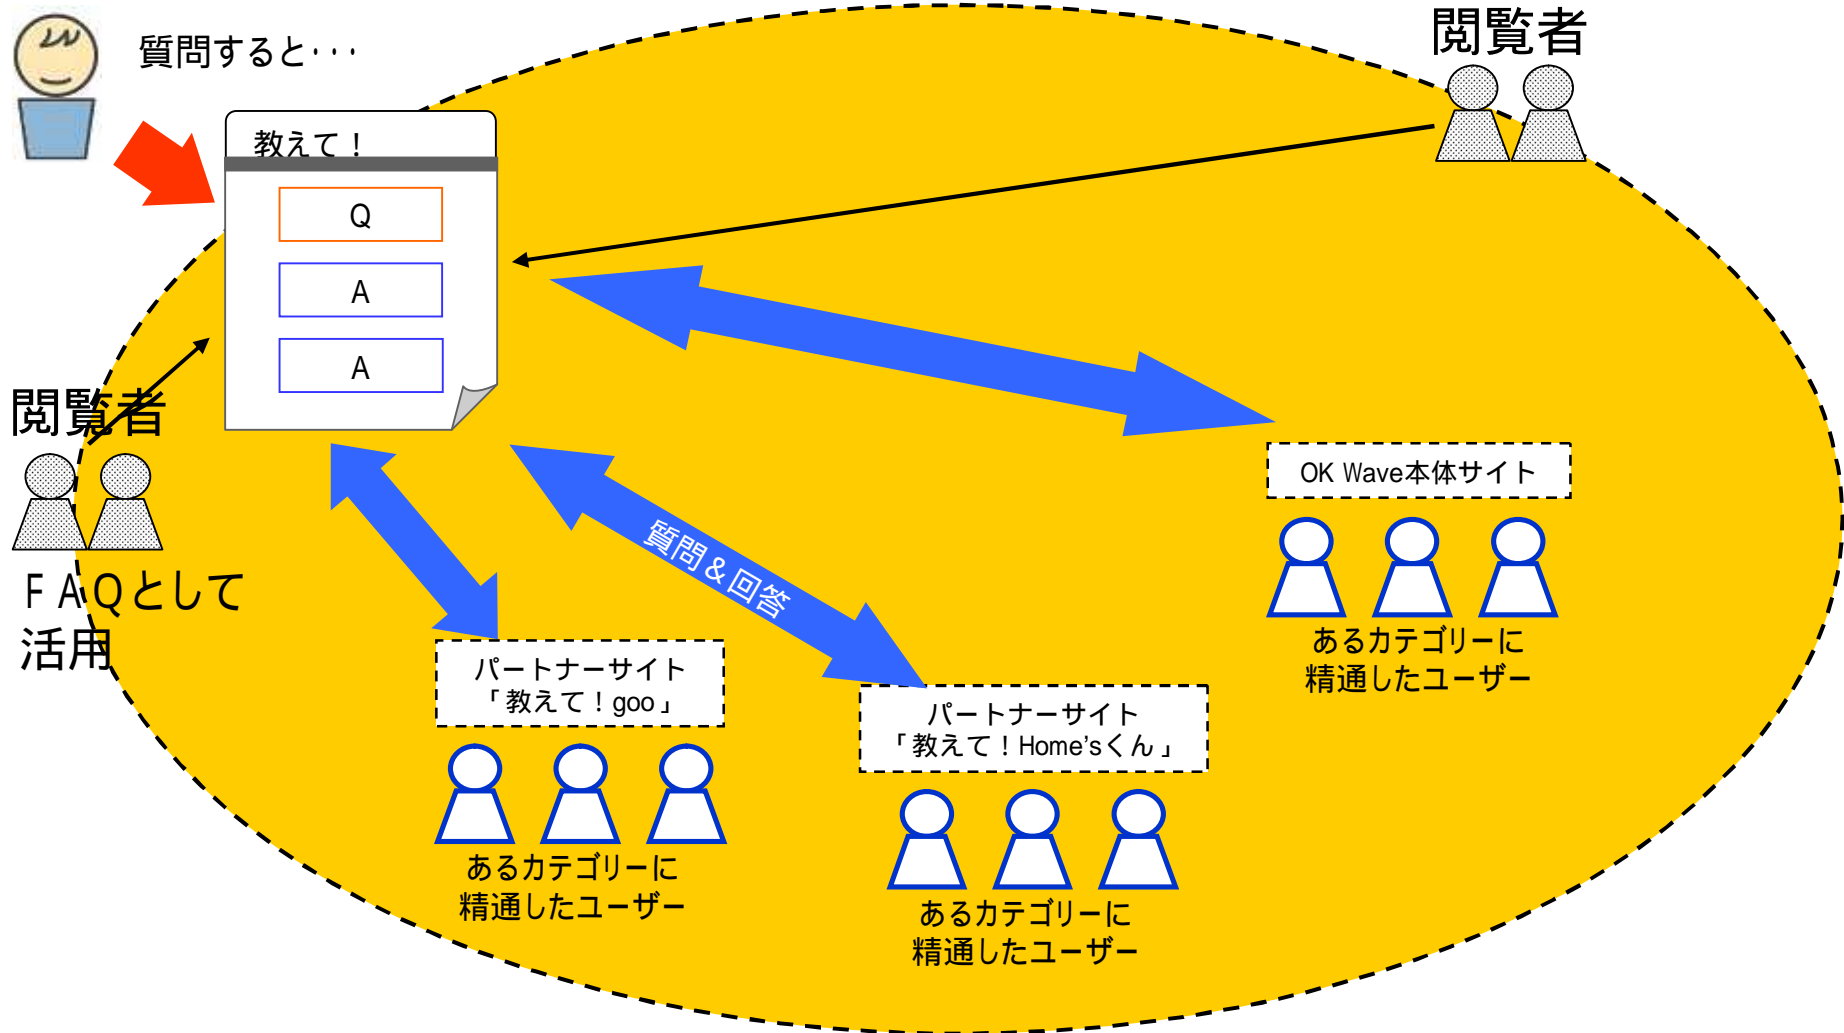 質問すると･･･
閲覧者
教えて！
Q
A
A
閲覧者
ＦＡＱとして
活用
質問＆回答
OK Wave本体サイト
あるカテゴリーに
精通したユーザー
パートナーサイト
「教えて！goo」
あるカテゴリーに
精通したユーザー
パートナーサイト
「教えて！Home'sくん」
あるカテゴリーに
精通したユーザー